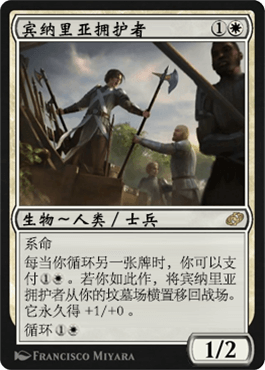 宾纳里亚拥护者 1
生物～人类 / 士兵
系命
每当你循环另一张牌时，你可以支
付1。若你如此作，将宾纳里亚
拥护者从你的坟墓场横置移回战场。
它永久得 +1/+0 。
循环1
FRANCISCO MIYARA
1/2